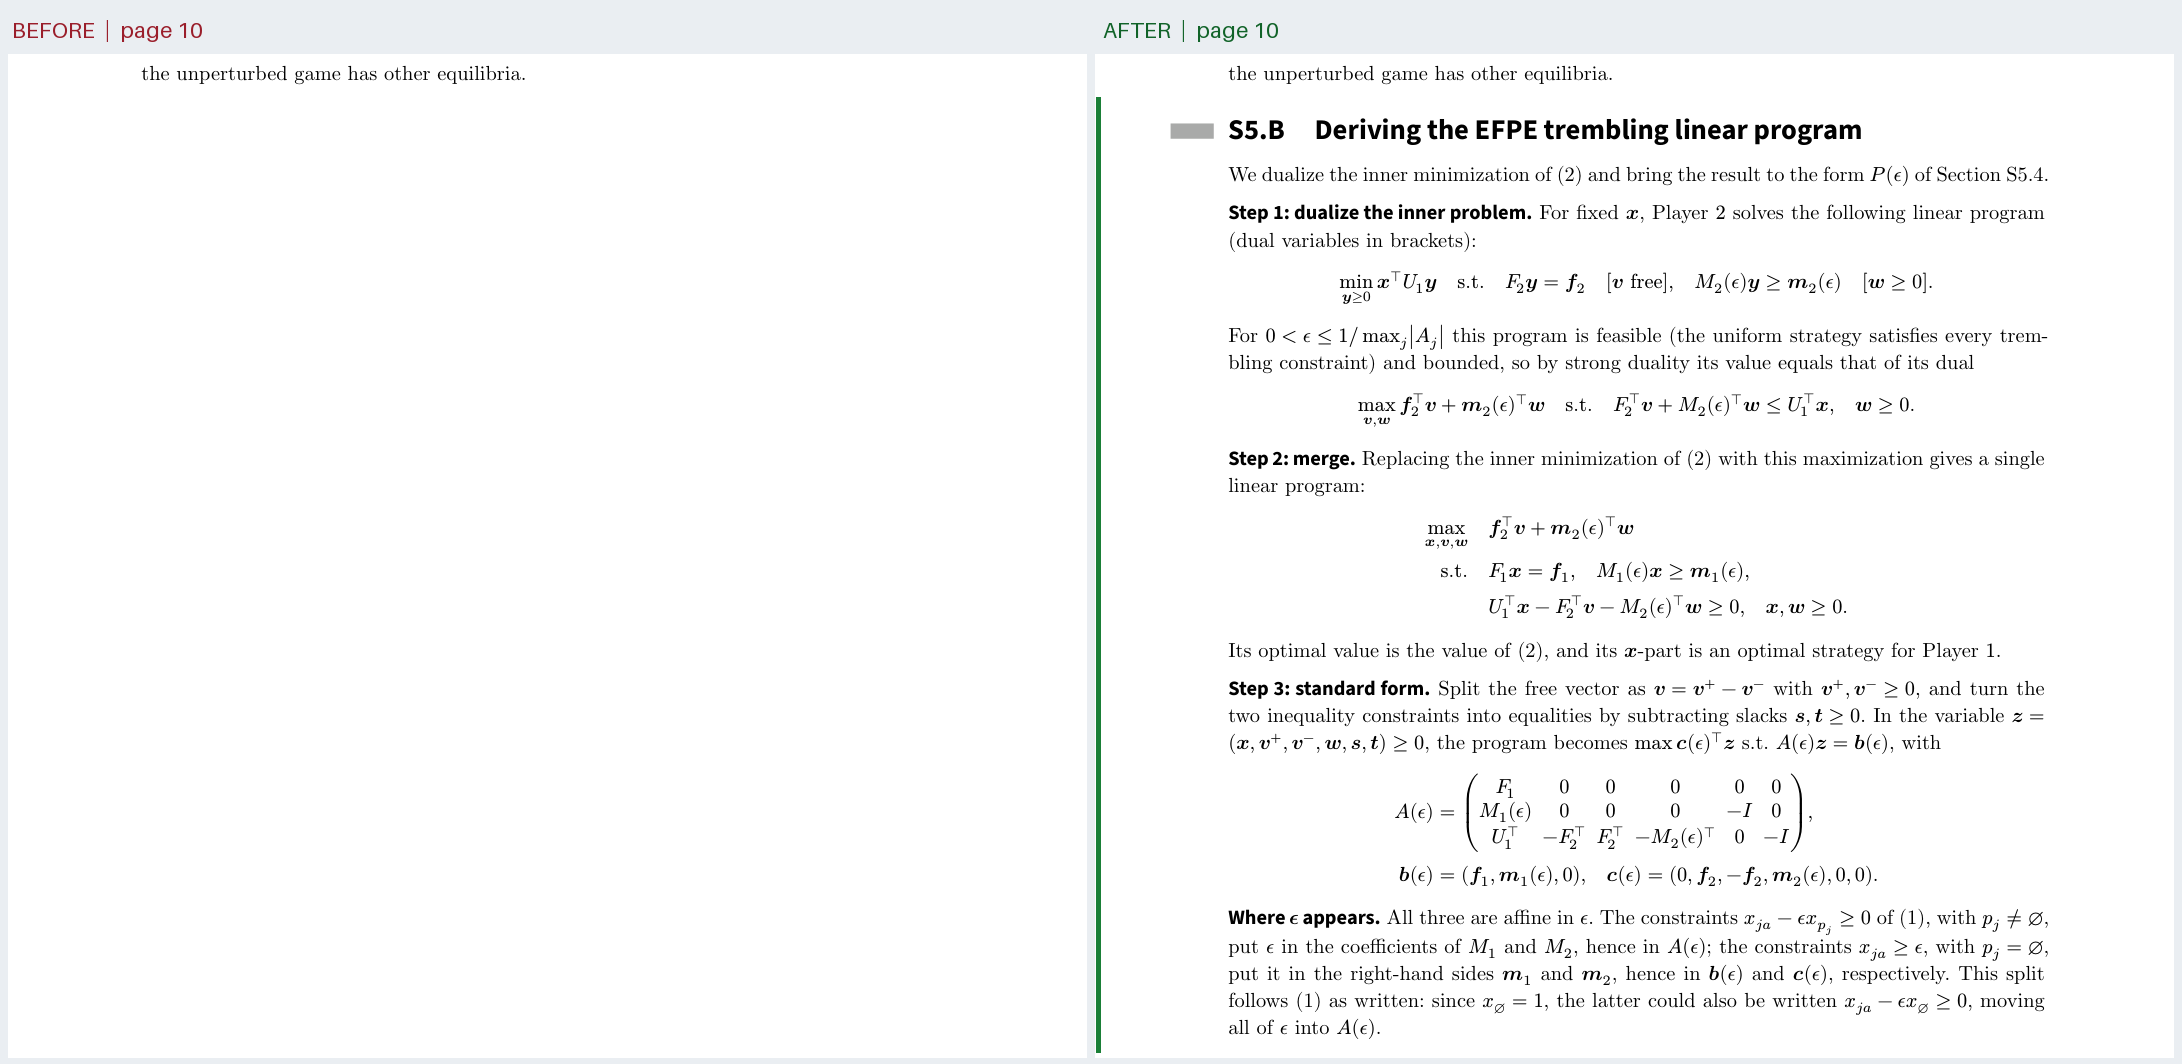 BEFORE | page 10
the unperturbed game has other equilibria.
AFTER | page 10
the unperturbed game has other equilibria.
S5.B Deriving the EFPE trembling linear program
We dualize the inner minimization of (2) and bring the result to the form P(ϵ) of Section S5.4.
Step 1: dualize the inner problem. For fixed x, Player 2 solves the following linear program
(dual variables in brackets):
min_{y≥0} x^⊤U_1y s.t. F_2y = f_2 [v free], M_2(ϵ)y ≥ m_2(ϵ) [w ≥ 0].
For 0 < ϵ ≤ 1/ max_j|A_j| this program is feasible (the uniform strategy satisfies every trem-
bling constraint) and bounded, so by strong duality its value equals that of its dual
max_{v,w} f_2^⊤v + m_2(ϵ)^⊤w s.t. F_2^⊤v + M_2(ϵ)^⊤w ≤ U_1^⊤x, w ≥ 0.
Step 2: merge. Replacing the inner minimization of (2) with this maximization gives a single
linear program:
max_{x,v,w} f_2^⊤v + m_2(ϵ)^⊤w
s.t. F_1x = f_1, M_1(ϵ)x ≥ m_1(ϵ),
U_1^⊤x − F_2^⊤v − M_2(ϵ)^⊤w ≥ 0, x, w ≥ 0.
Its optimal value is the value of (2), and its x-part is an optimal strategy for Player 1.
Step 3: standard form. Split the free vector as v = v^+ − v^− with v^+, v^− ≥ 0, and turn the
two inequality constraints into equalities by subtracting slacks s, t ≥ 0. In the variable z =
(x, v^+, v^−, w, s, t) ≥ 0, the program becomes max c(ϵ)^⊤z s.t. A(ϵ)z = b(ϵ), with
F_1 0 0 0 0 0
A(ϵ) = ( M_1(ϵ) 0 0 0 −I 0 ),
U_1^⊤ −F_2^⊤ F_2^⊤ −M_2(ϵ)^⊤ 0 −I
b(ϵ) = (f_1, m_1(ϵ), 0), c(ϵ) = (0, f_2, −f_2, m_2(ϵ), 0, 0).
Where ϵ appears. All three are affine in ϵ. The constraints x_{ja} − ϵx_{p_j} ≥ 0 of (1), with p_j ≠ ∅,
put ϵ in the coefficients of M_1 and M_2, hence in A(ϵ); the constraints x_{ja} ≥ ϵ, with p_j = ∅,
put it in the right-hand sides m_1 and m_2, hence in b(ϵ) and c(ϵ), respectively. This split
follows (1) as written: since x_∅ = 1, the latter could also be written x_{ja} − ϵx_∅ ≥ 0, moving
all of ϵ into A(ϵ).